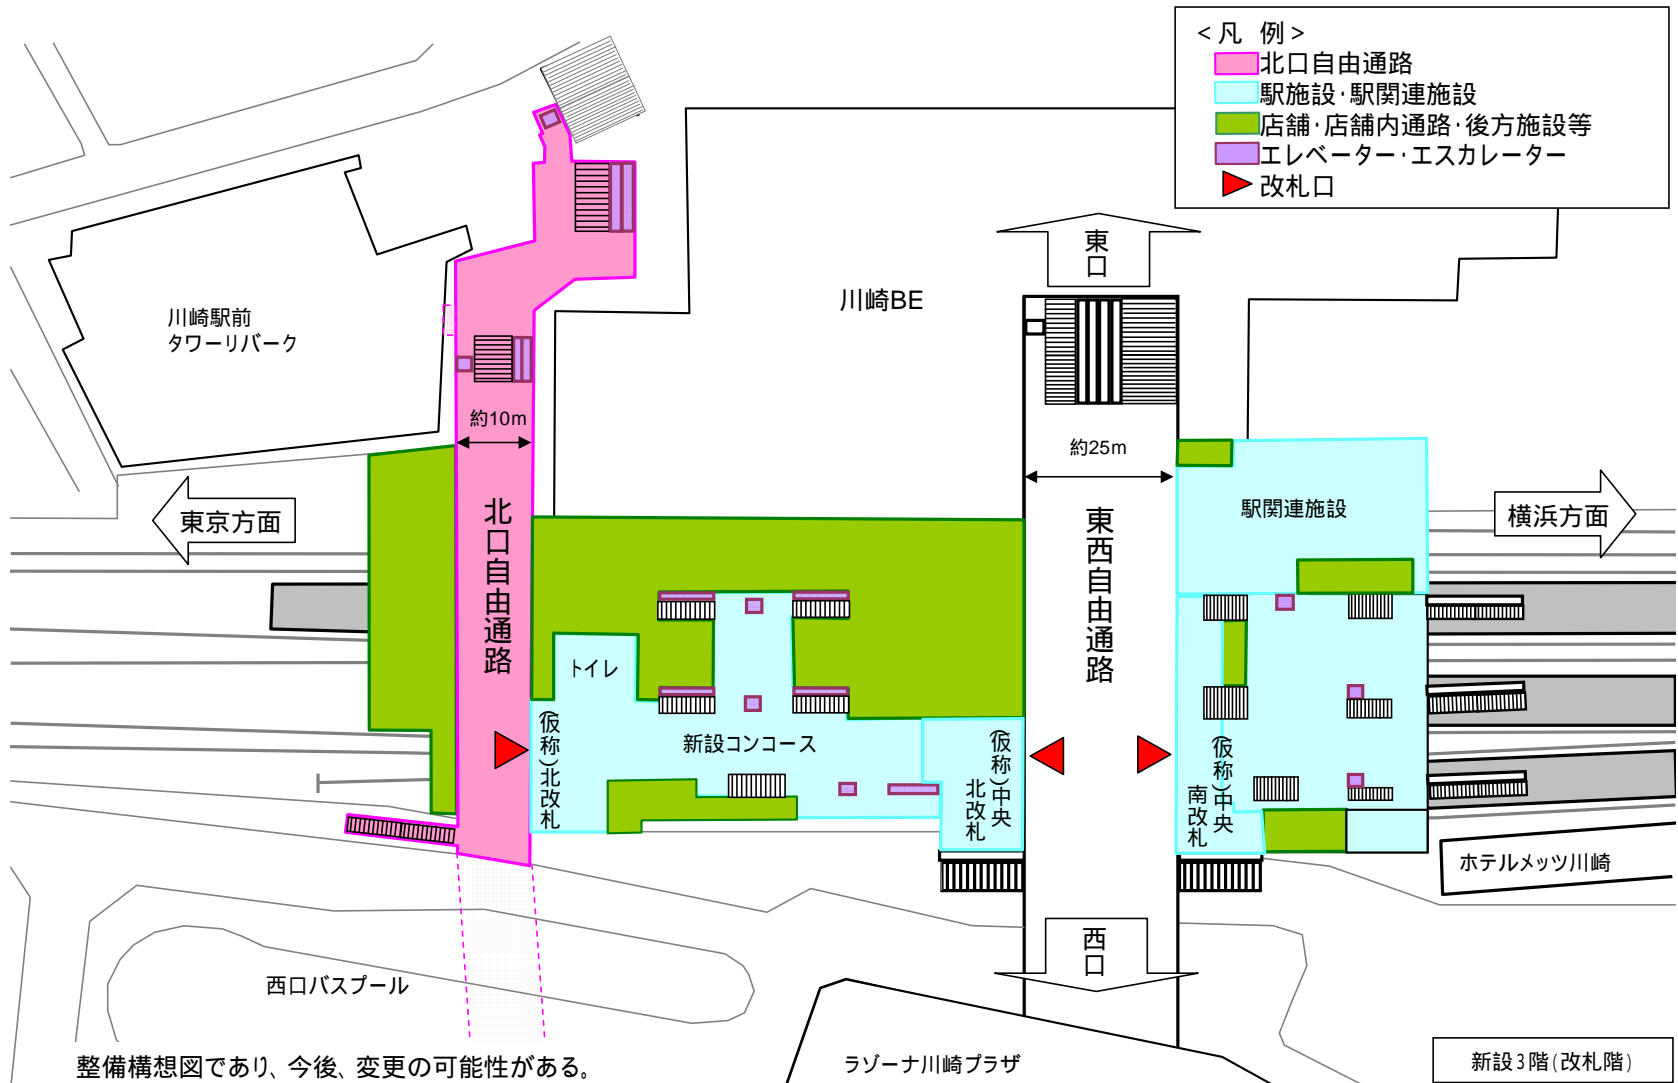 ＜凡 例＞
北口自由通路
駅施設・駅関連施設
店舗・店舗内通路・後方施設等
エレベーター・エスカレーター
改札口
東口
川崎BE
川崎駅前
タワーリバーク
約10m
約25m
東京方面
北口自由通路
東西自由通路
駅関連施設
横浜方面
トイレ
(仮称)北改札
新設コンコース
(仮称)中央
北改札
(仮称)中央
南改札
ホテルメッツ川崎
西口
西口バスプール
ラゾーナ川崎プラザ
整備構想図であり、今後、変更の可能性がある。
新設3階(改札階)